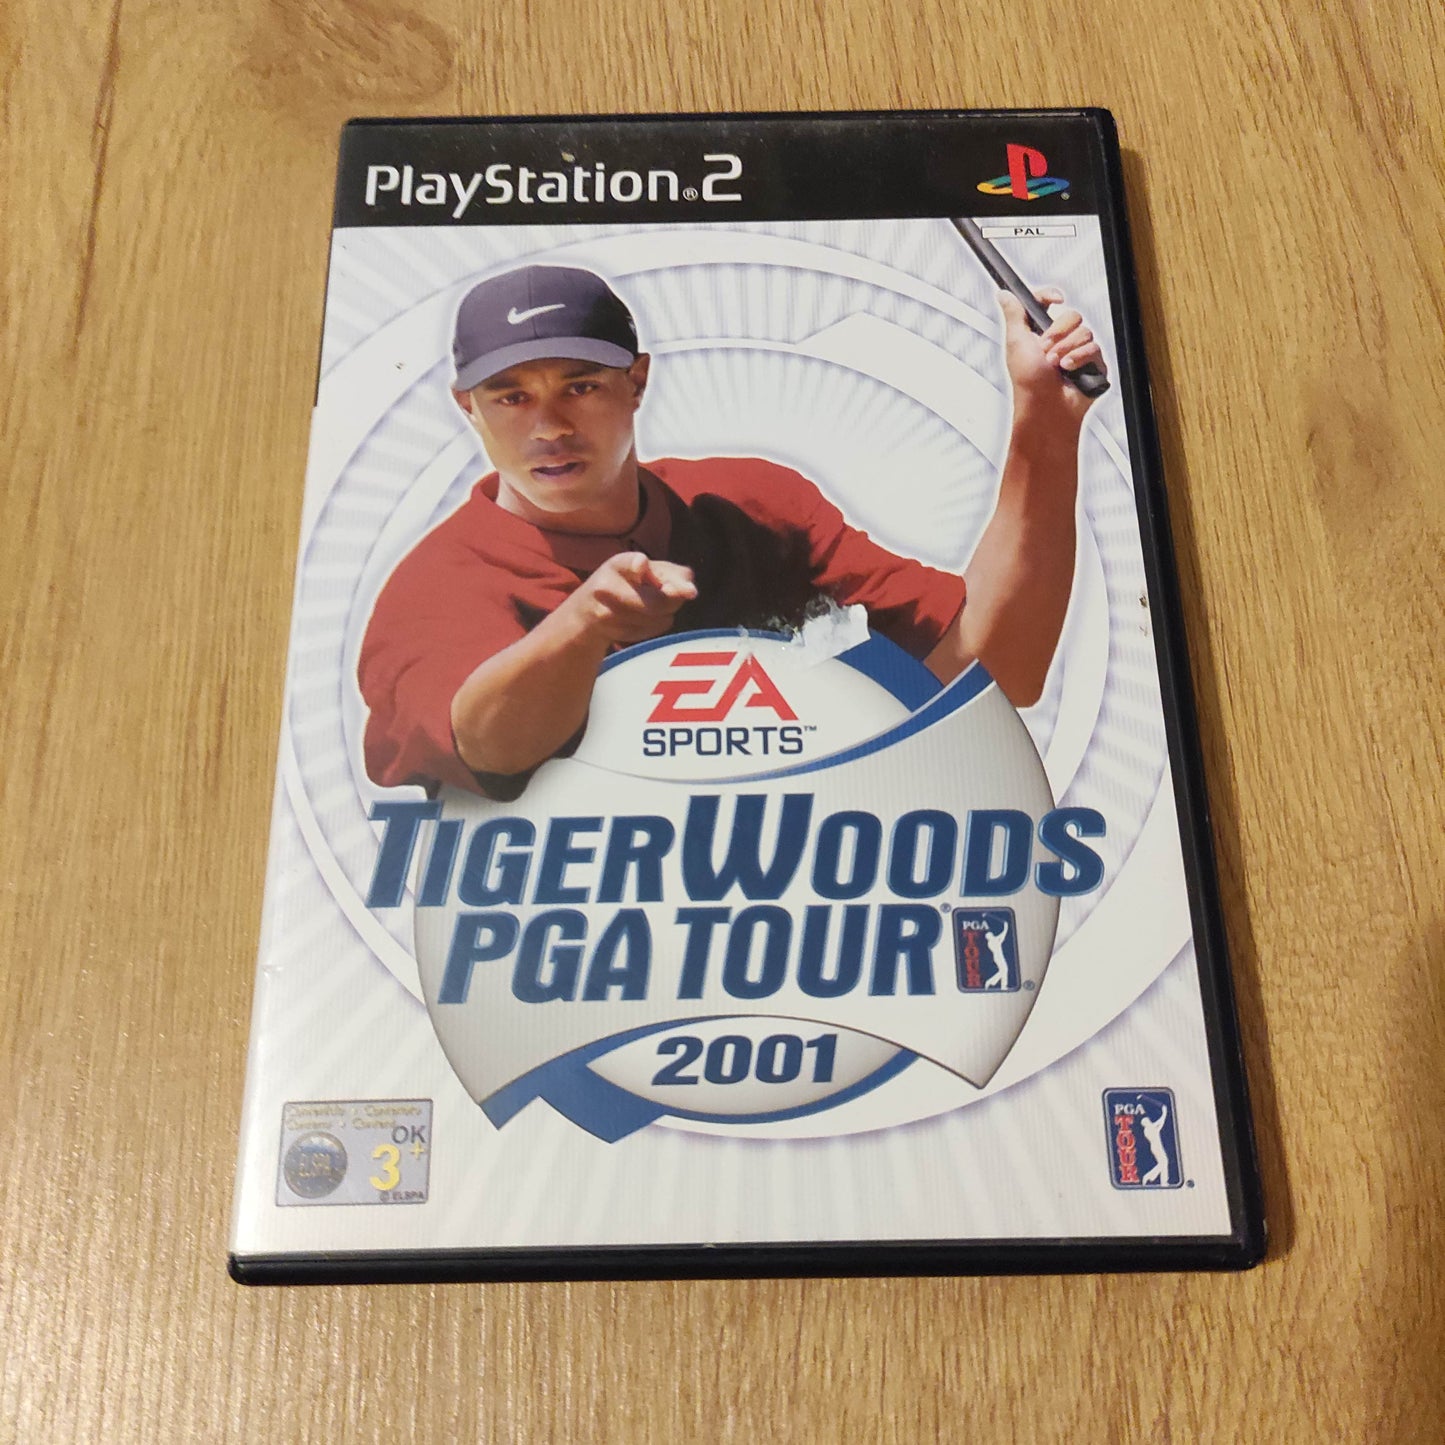 PlayStation®2
PAL
EA
SPORTS™
TIGER WOODS
PGA TOUR®
PGA
TOUR
®
2001
OK
3+
ELSPA
© ELSPA
PGA
TOUR
®